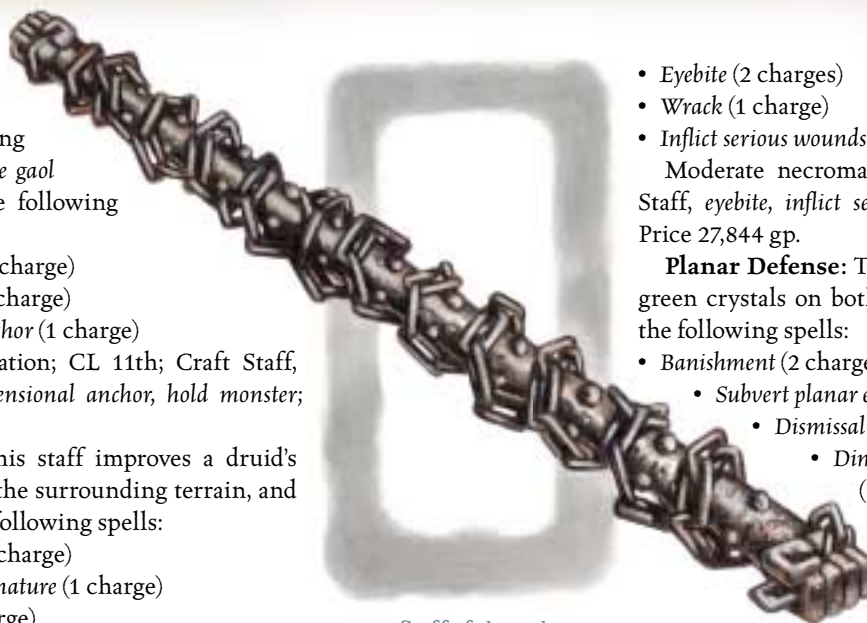 ing
e gaol
e following
charge)
charge)
hor (1 charge)
ation; CL 11th; Craft Staff,
ensional anchor, hold monster;
his staff improves a druid's
the surrounding terrain, and
following spells:
charge)
nature (1 charge)
rge)
• Eyebite (2 charges)
• Wrack (1 charge)
• Inflict serious wounds
Moderate necroma
Staff, eyebite, inflict se
Price 27,844 gp.
Planar Defense: T
green crystals on bot
the following spells:
• Banishment (2 charge
• Subvert planar e
• Dismissal
• Din
(